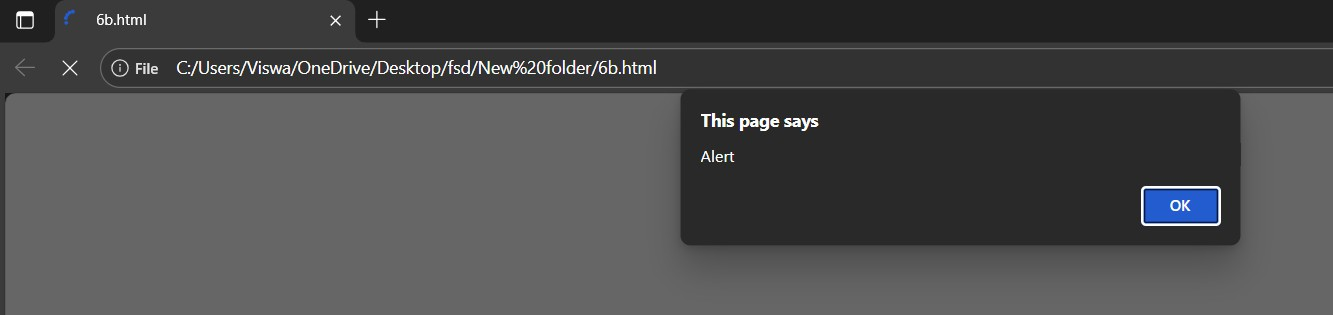 6b.html
File C:/Users/Viswa/OneDrive/Desktop/fsd/New%20folder/6b.html
This page says
Alert
OK